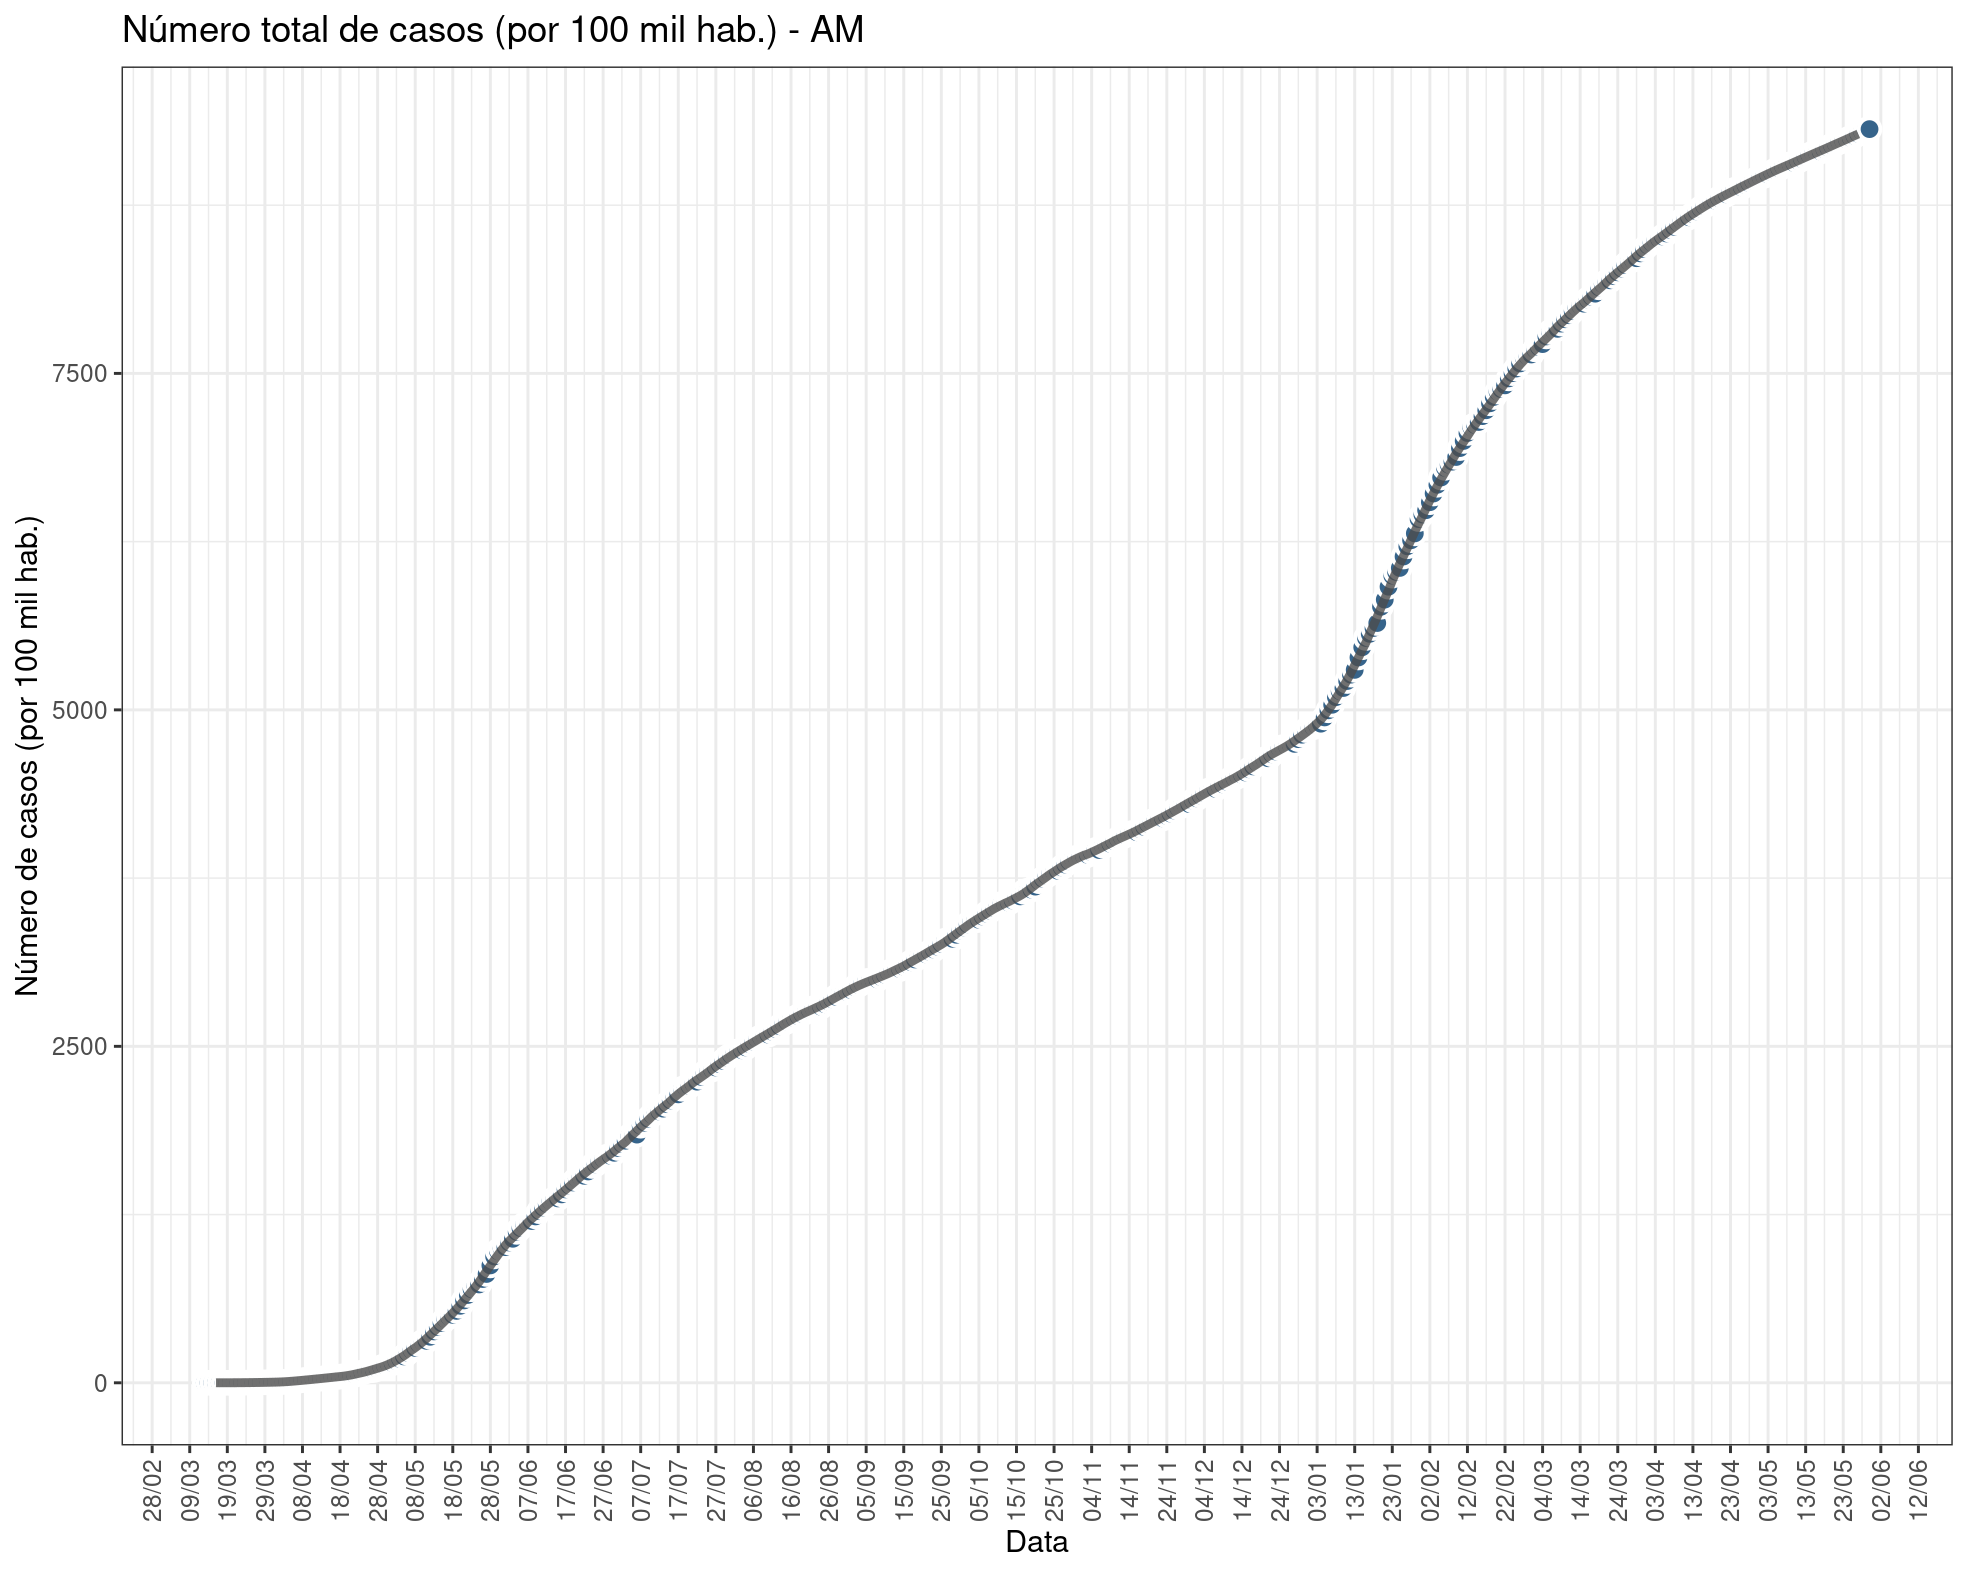 Número total de casos (por 100 mil hab.) - AM
Número de casos (por 100 mil hab.)
7500
5000
2500
0
28/02 09/03 19/03 29/03 08/04 18/04 28/04 08/05 18/05 28/05 07/06 17/06 27/06 07/07 17/07 27/07 06/08 16/08 26/08 05/09 15/09 25/09 05/10 15/10 25/10 04/11 14/11 24/11 04/12 14/12 24/12 03/01 13/01 23/01 02/02 12/02 22/02 04/03 14/03 24/03 03/04 13/04 23/04 03/05 13/05 23/05 02/06 12/06
Data